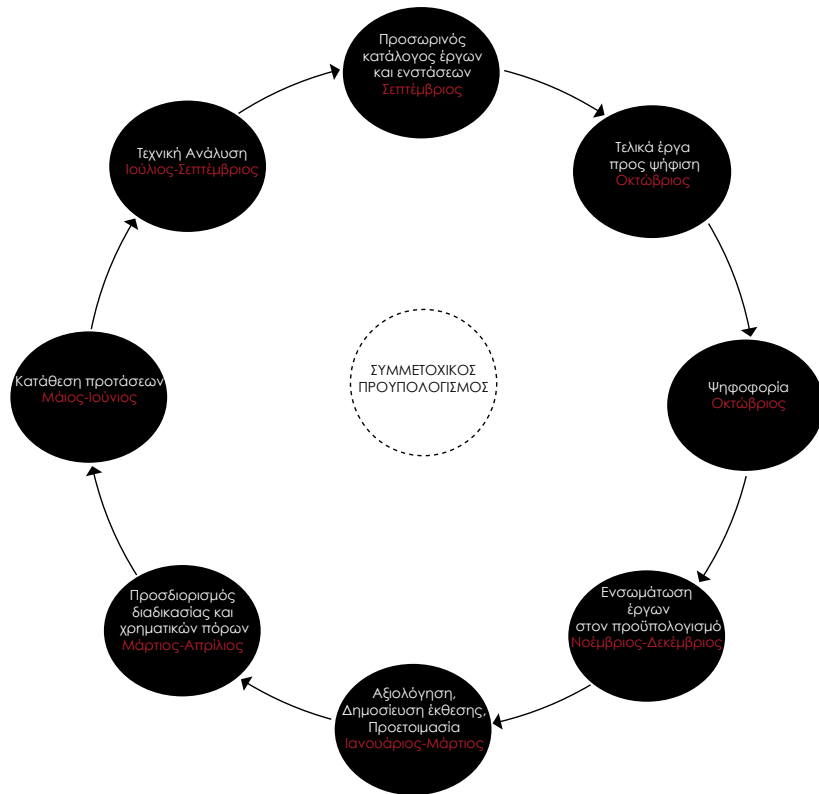 Προσωρινός
κατάλογος έργων
και ενστάσεων
Σεπτέμβριος
Τελικά έργα
προς ψήφιση
Οκτώβριος
Ψηφοφορία
Οκτώβριος
Ενσωμάτωση
έργων
στον προϋπολογισμό
Νοέμβριος-Δεκέμβριος
Αξιολόγηση,
Δημοσίευση έκθεσης,
Προετοιμασία
Ιανουάριος-Μάρτιος
Προσδιορισμός
διαδικασίας και
χρηματικών πόρων
Μάρτιος-Απρίλιος
Κατάθεση προτάσεων
Μάιος-Ιούνιος
Τεχνική Ανάλυση
Ιούλιος-Σεπτέμβριος
ΣΥΜΜΕΤΟΧΙΚΟΣ
ΠΡΟΥΠΟΛΟΓΙΣΜΟΣ